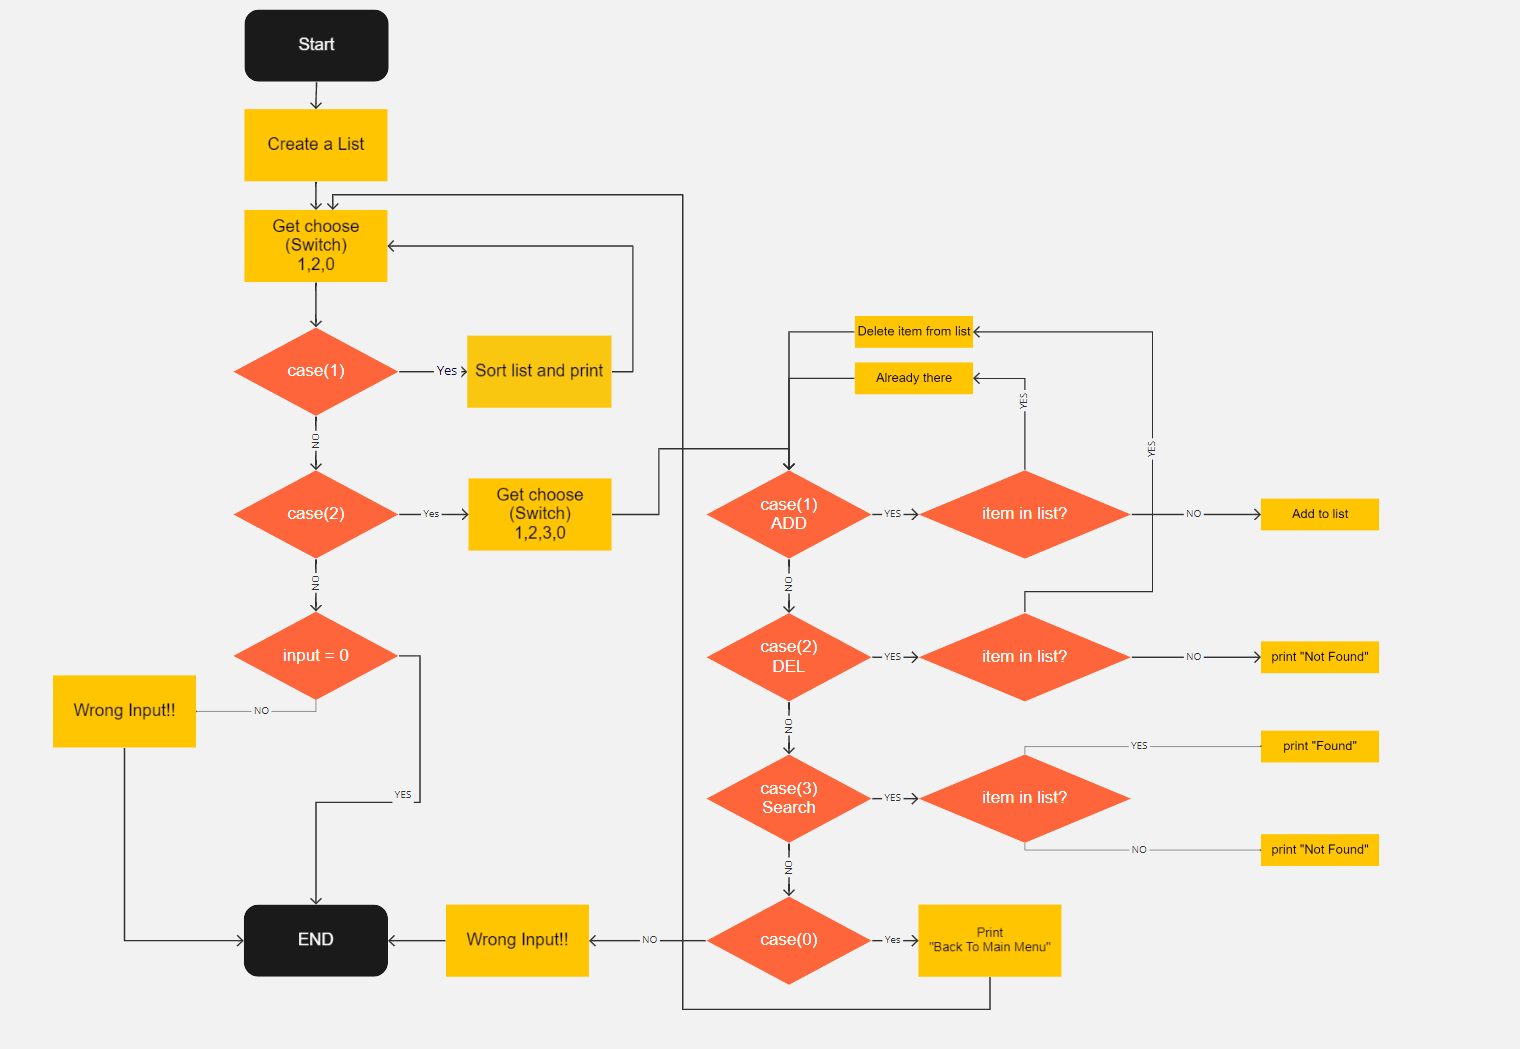 Start
Create a List
Get choose
(Switch)
1,2,0
case(1)
Yes
Sort list and print
NO
case(2)
Yes
Get choose
(Switch)
1,2,3,0
NO
input = 0
NO
Wrong Input!!
YES
END
Delete item from list
Already there
YES
YES
case(1)
ADD
YES
item in list?
NO
Add to list
NO
case(2)
DEL
YES
item in list?
NO
print "Not Found"
NO
case(3)
Search
YES
item in list?
YES
print "Found"
NO
print "Not Found"
NO
case(0)
Yes
Print
"Back To Main Menu"
NO
Wrong Input!!